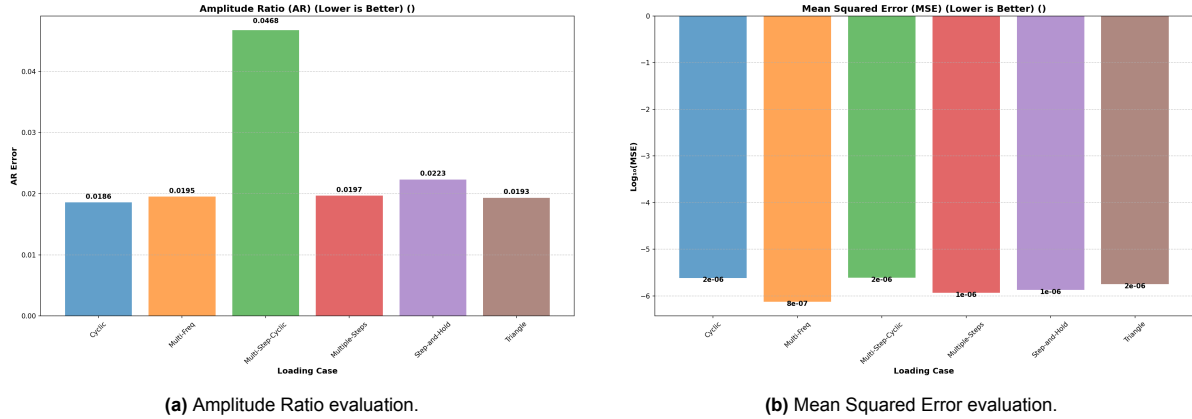 Amplitude Ratio (AR) (Lower is Better) ()
0.0468
0.04
0.03
0.02
0.01
0.00
AR Error
0.0186
0.0195
0.0197
0.0223
0.0193
Cyclic
Multi-Freq
Multi-Step-Cyclic
Multiple-Steps
Step-and-Hold
Triangle
Loading Case
(a) Amplitude Ratio evaluation.
Mean Squared Error (MSE) (Lower is Better) ()
0
−1
−2
−3
−4
−5
−6
Log₁₀(MSE)
2e-06
8e-07
2e-06
1e-06
1e-06
2e-06
Cyclic
Multi-Freq
Multi-Step-Cyclic
Multiple-Steps
Step-and-Hold
Triangle
Loading Case
(b) Mean Squared Error evaluation.